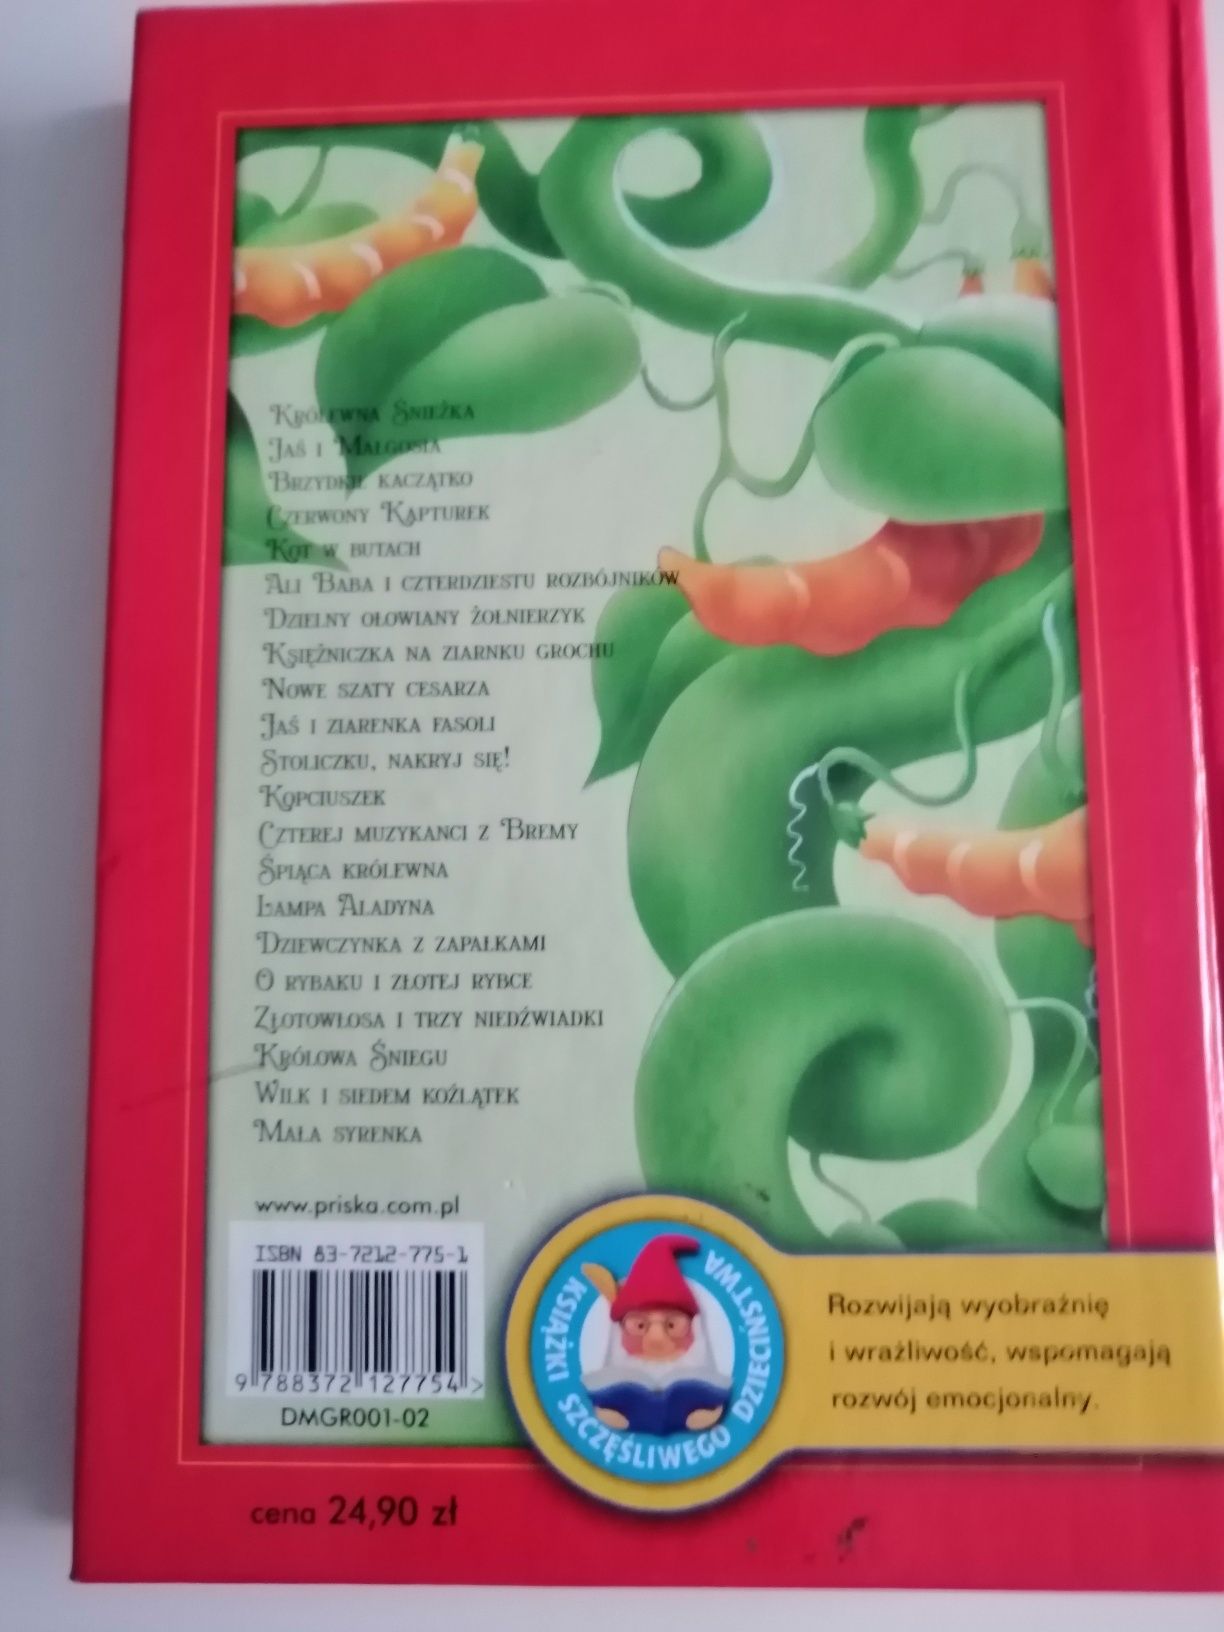 Królewna Śnieżka
Jaś i Małgosia
Brzydkie kaczątko
Czerwony Kapturek
Kot w butach
Ali Baba i czterdziestu rozbójników
Dzielny ołowiany żołnierzyk
Księżniczka na ziarnku grochu
Nowe szaty cesarza
Jaś i ziarenka fasoli
Stoliczku, nakryj się!
Kopciuszek
Czterej muzykanci z Bremy
Śpiąca królewna
Lampa Aladyna
Dziewczynka z zapałkami
O rybaku i złotej rybce
Złotowłosa i trzy niedźwiadki
Królowa Śniegu
Wilk i siedem koźlątek
Mała syrenka
www.priska.com.pl
ISBN 83-7212-775-1
9 788372 127754 >
DMGR001-02
KSIĄŻKI SZCZĘŚLIWEGO DZIECIŃSTWA
Rozwijają wyobraźnię
i wrażliwość, wspomagają
rozwój emocjonalny.
cena 24,90 zł